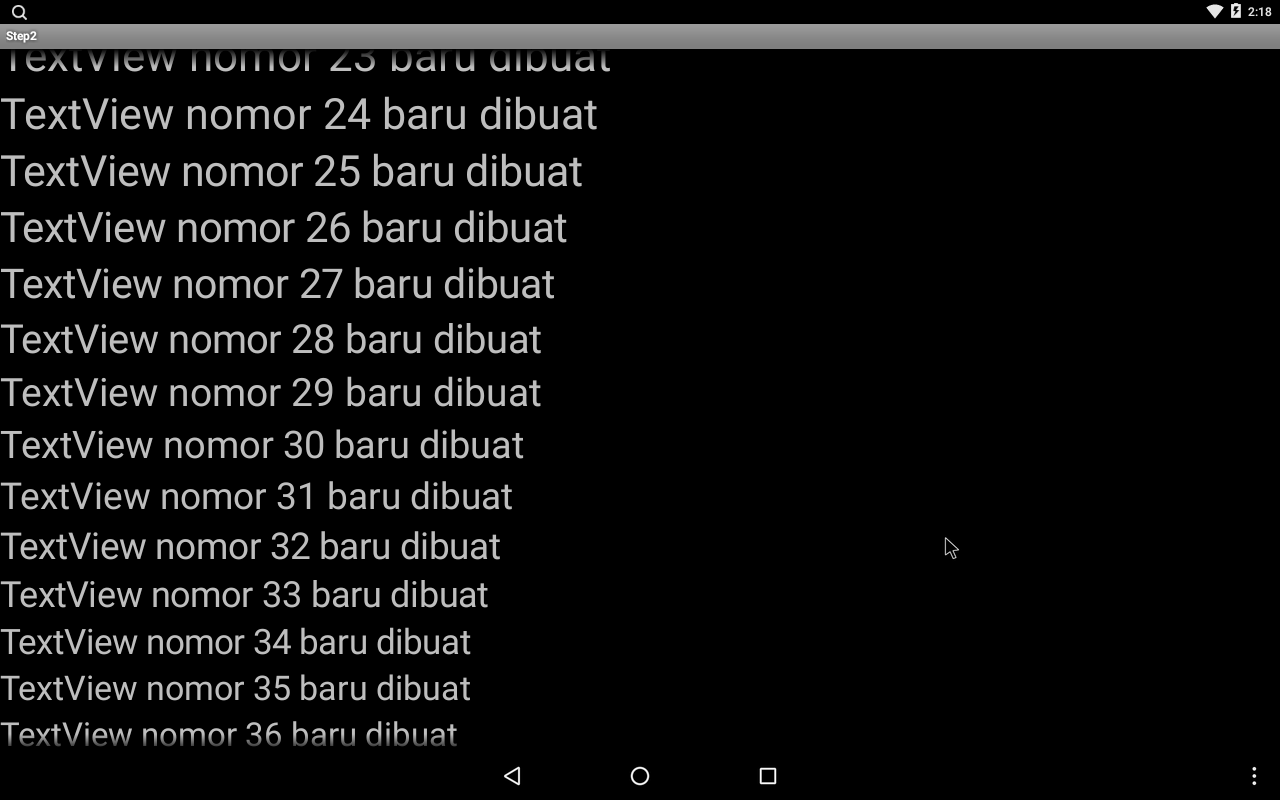 2:18
Step2
TextView nomor 23 baru dibuat
TextView nomor 24 baru dibuat
TextView nomor 25 baru dibuat
TextView nomor 26 baru dibuat
TextView nomor 27 baru dibuat
TextView nomor 28 baru dibuat
TextView nomor 29 baru dibuat
TextView nomor 30 baru dibuat
TextView nomor 31 baru dibuat
TextView nomor 32 baru dibuat
TextView nomor 33 baru dibuat
TextView nomor 34 baru dibuat
TextView nomor 35 baru dibuat
TextView nomor 36 baru dibuat